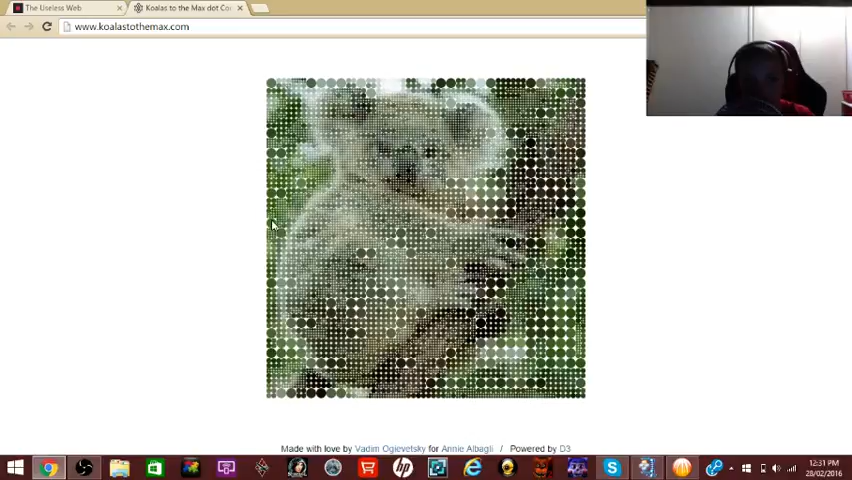 The Useless Web
Koalas to the Max dot Co
www.koalastothemax.com
Made with love by Vadim Ogievetsky for Annie Albagli / Powered by D3
12:31 PM
28/02/2016